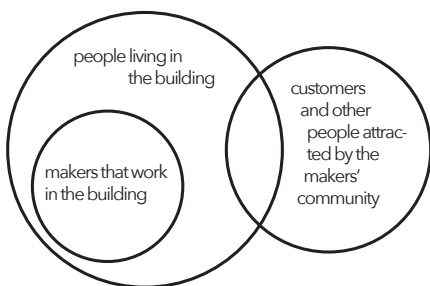 people living in
the building
customers
and other
people attrac-
ted by the
makers'
community
makers that work
in the building